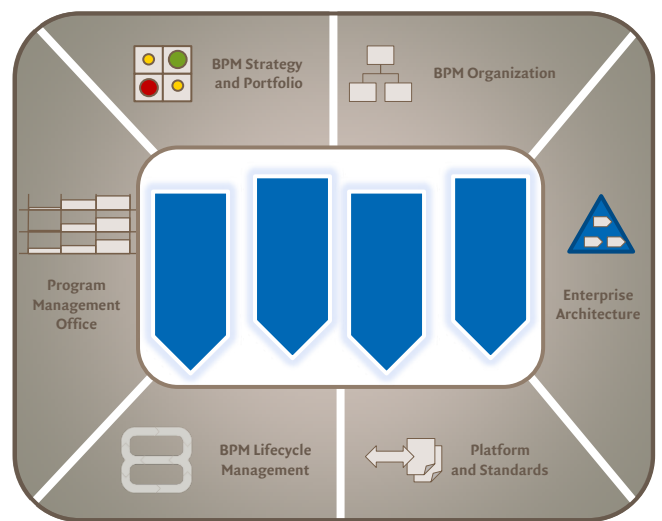 BPM Strategy
and Portfolio
BPM Organization
Program
Management
Office
Enterprise
Architecture
BPM Lifecycle
Management
Platform
and Standards